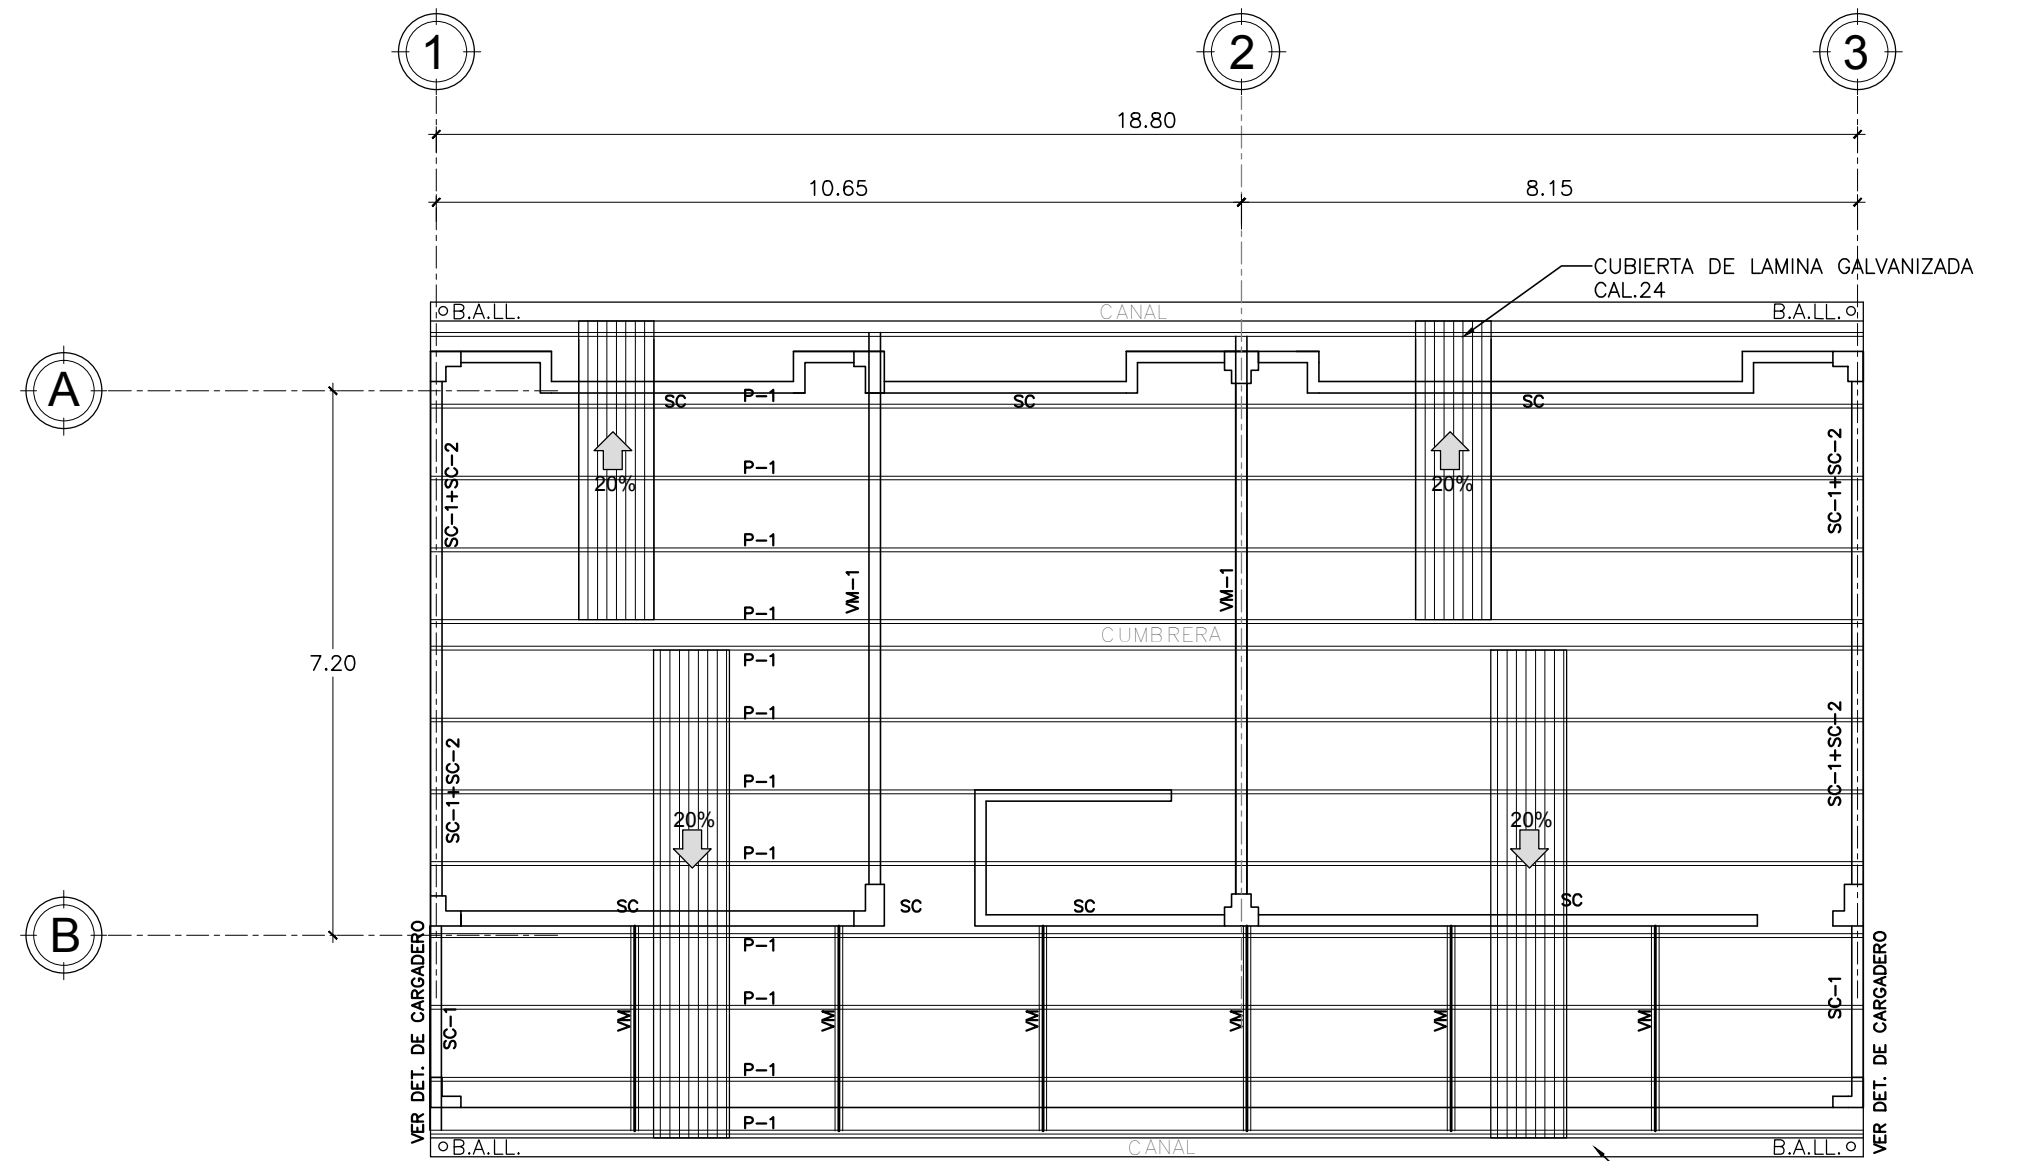 1
2
3
18.80
10.65
8.15
CUBIERTA DE LAMINA GALVANIZADA
CAL.24
B.A.LL.
CANAL
B.A.LL.
A
SC
P-1
SC
SC
SC-1+SC-2
P-1
20%
20%
SC-1+SC-2
P-1
VM-1
VM-1
P-1
CUMBRERA
7.20
P-1
P-1
SC-1+SC-2
P-1
SC-1+SC-2
20%
20%
P-1
SC
SC
SC
SC
B
P-1
VER DET. DE CARGADERO
SC-1
P-1
VM
VM
VM
VM
VM
VM
SC-1
VER DET. DE CARGADERO
P-1
P-1
B.A.LL.
CANAL
B.A.LL.